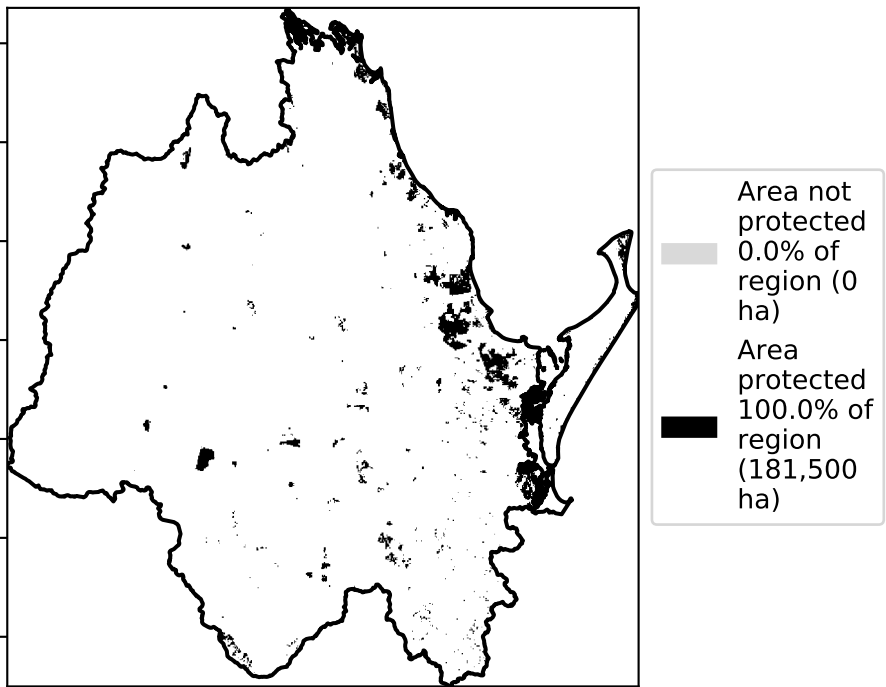 Area not
protected
0.0% of
region (0
ha)
Area
protected
100.0% of
region
(181,500
ha)